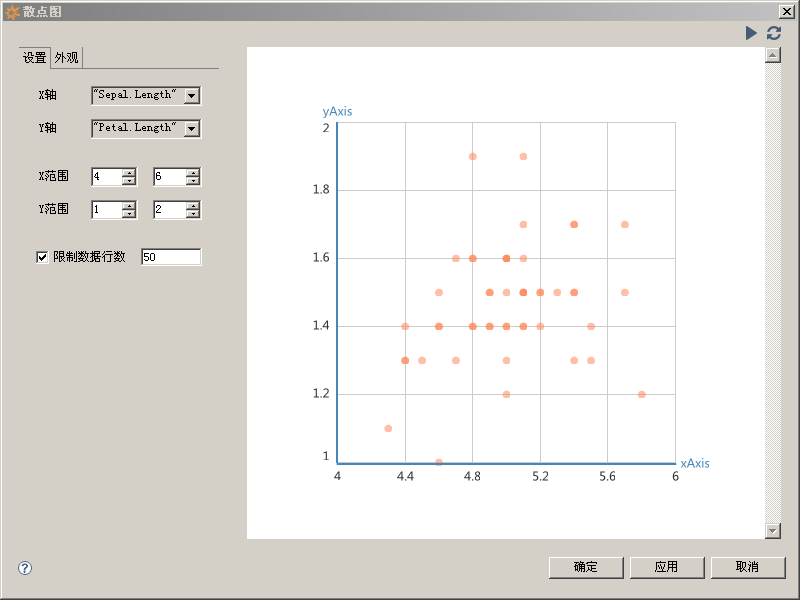 散点图
设置 外观
X轴 "Sepal.Length"
Y轴 "Petal.Length"
X范围 4 6
Y范围 1 2
限制数据行数 50
yAxis
2
1.8
1.6
1.4
1.2
1
xAxis
4 4.4 4.8 5.2 5.6 6
? 确定 应用 取消